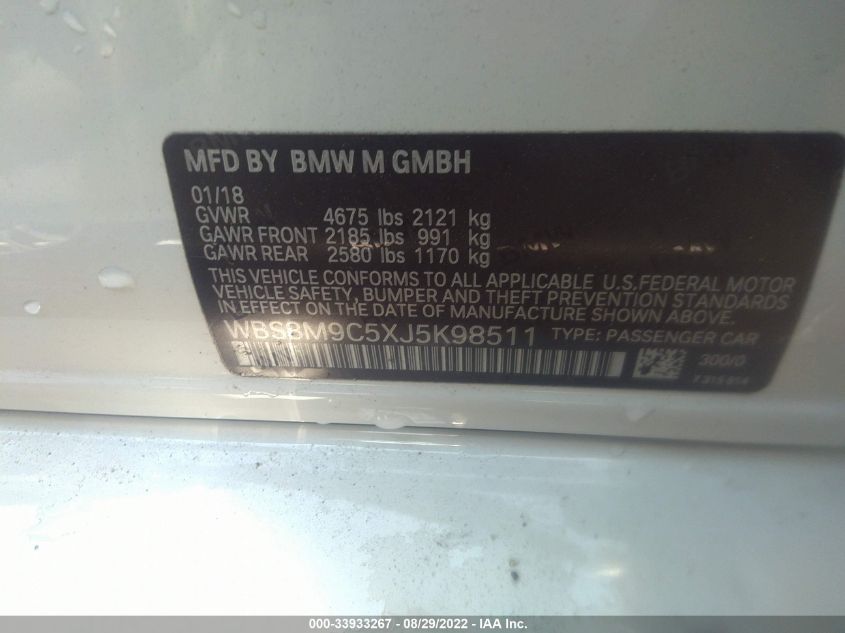 MFD BY BMW M GMBH
01/18
GVWR 4675 lbs 2121 kg
GAWR FRONT 2185 lbs 991 kg
GAWR REAR 2580 lbs 1170 kg
THIS VEHICLE CONFORMS TO ALL APPLICABLE U.S.FEDERAL MOTOR
VEHICLE SAFETY, BUMPER, AND THEFT PREVENTION STANDARDS
IN EFFECT ON THE DATE OF MANUFACTURE SHOWN ABOVE.
WBS8M9C5XJ5K98511 TYPE: PASSENGER CAR
300/0
000-33933267 - 08/29/2022 - IAA Inc.